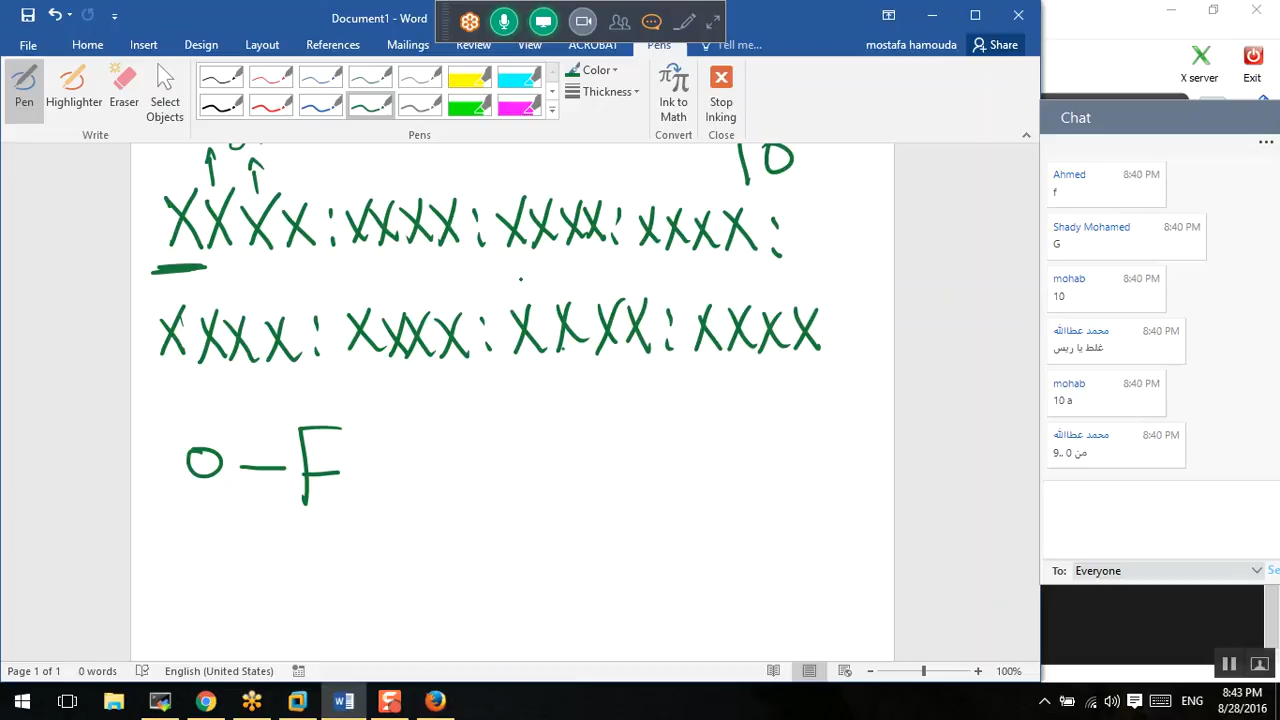 Document1 - Word
File Home Insert Design Layout References Mailings Review View ACROBAT Pens Tell me... mostafa hamouda Share
Pen Highlighter Eraser Select Objects
Color
Thickness
Ink to Math
Stop Inking
Write Pens Convert Close
X server Exit
Chat
Ahmed 8:40 PM
f
Shady Mohamed 8:40 PM
G
mohab 8:40 PM
10
محمد عطاالله 8:40 PM
غلط يا ريس
mohab 8:40 PM
10 a
محمد عطاالله 8:40 PM
من 0 ..9
To: Everyone
10
XXXX:XXXX:XXXX:XXXX:
XXXX:XXXX:XXXX:XXXX
0-F
Page 1 of 1 0 words English (United States) 100%
ENG 8:43 PM
8/28/2016